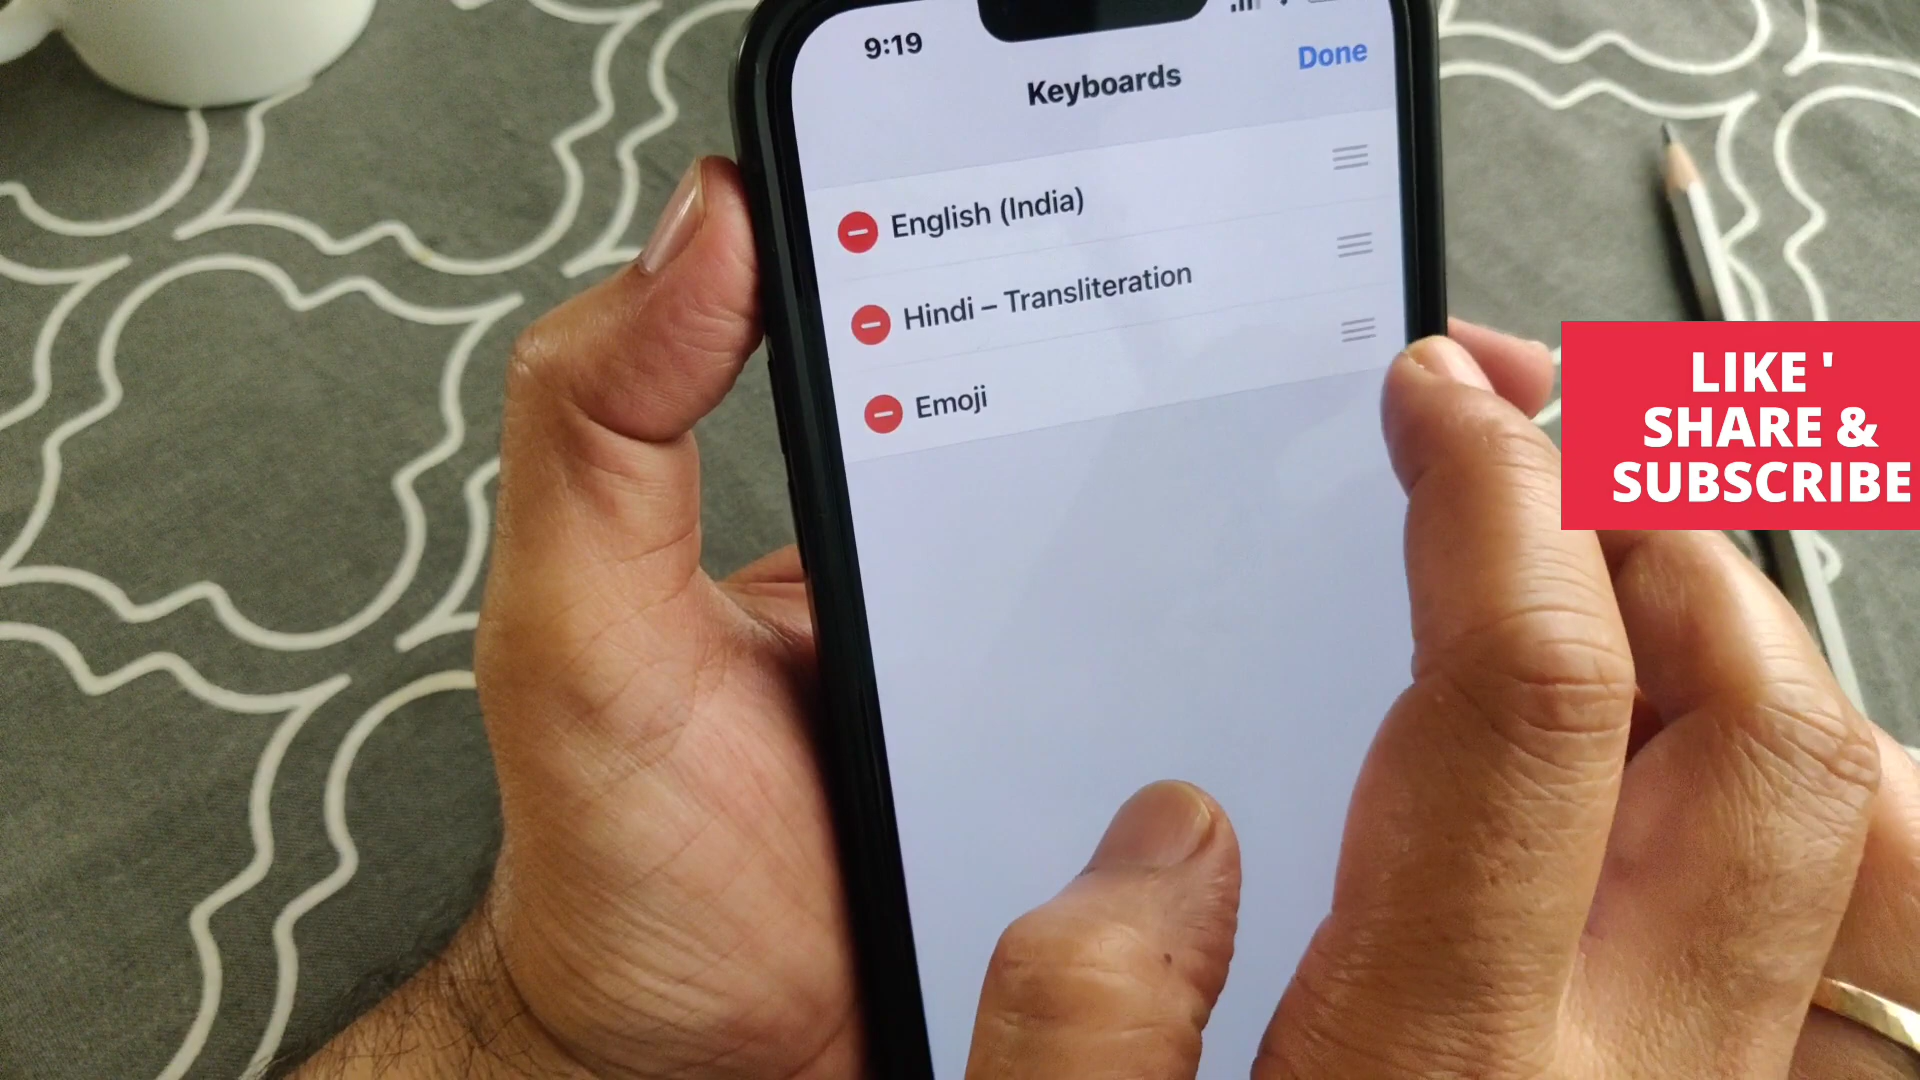 9:19
Keyboards
Done
English (India)
Hindi – Transliteration
Emoji
LIKE '
SHARE &
SUBSCRIBE